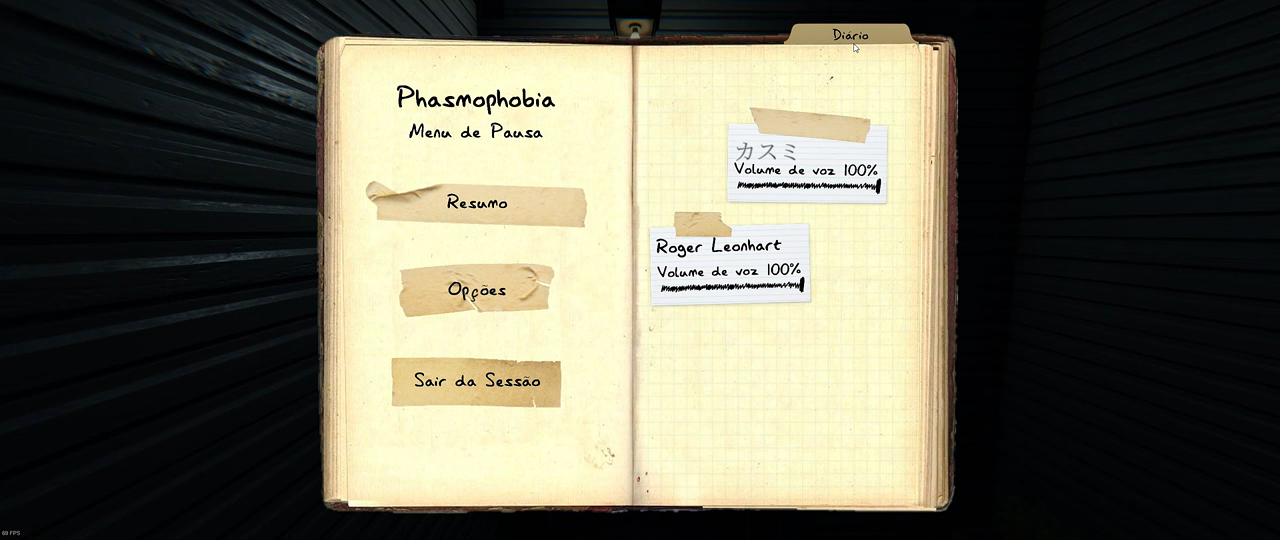 Diário
Phasmophobia
Menu de Pausa
Resumo
Opções
Sair da Sessão
カスミ
Volume de voz 100%
Roger Leonhart
Volume de voz 100%
69 FPS